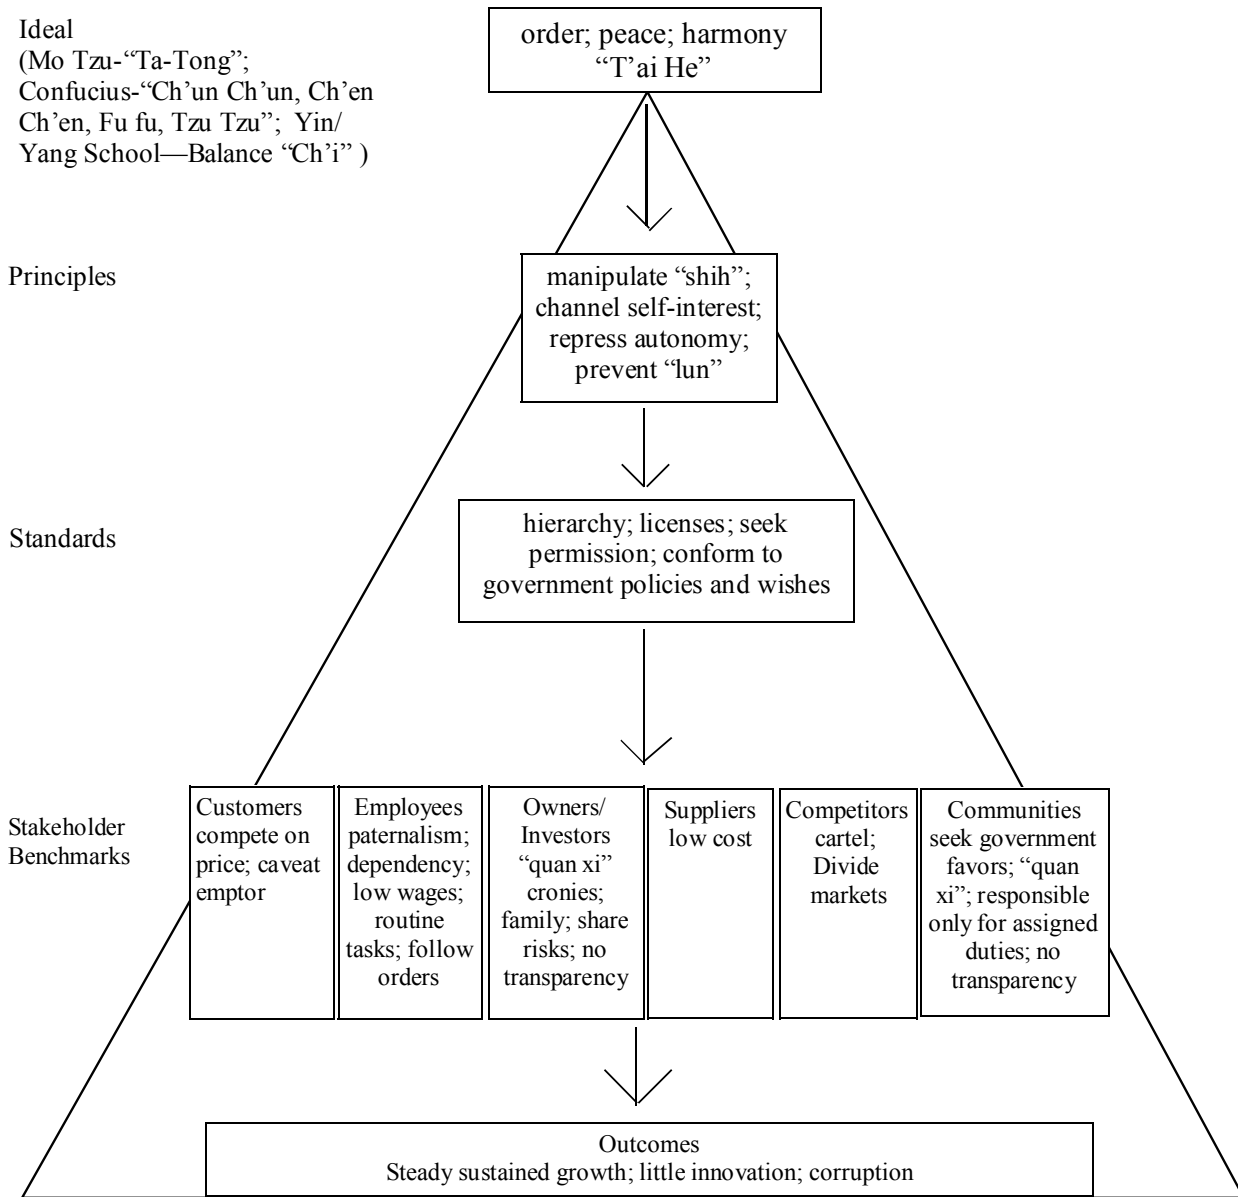 Ideal
(Mo Tzu-“Ta-Tong”;
Confucius-“Ch’un Ch’un, Ch’en
Ch’en, Fu fu, Tzu Tzu”; Yin/
Yang School—Balance “Ch’i” )
order; peace; harmony
“T’ai He”
Principles
manipulate “shih”;
channel self-interest;
repress autonomy;
prevent “lun”
Standards
hierarchy; licenses; seek
permission; conform to
government policies and wishes
Stakeholder
Benchmarks
Customers
compete on
price; caveat
emptor
Employees
paternalism;
dependency;
low wages;
routine
tasks; follow
orders
Owners/
Investors
“quan xi”
cronies;
family; share
risks; no
transparency
Suppliers
low cost
Competitors
cartel;
Divide
markets
Communities
seek government
favors; “quan
xi”; responsible
only for assigned
duties; no
transparency
Outcomes
Steady sustained growth; little innovation; corruption